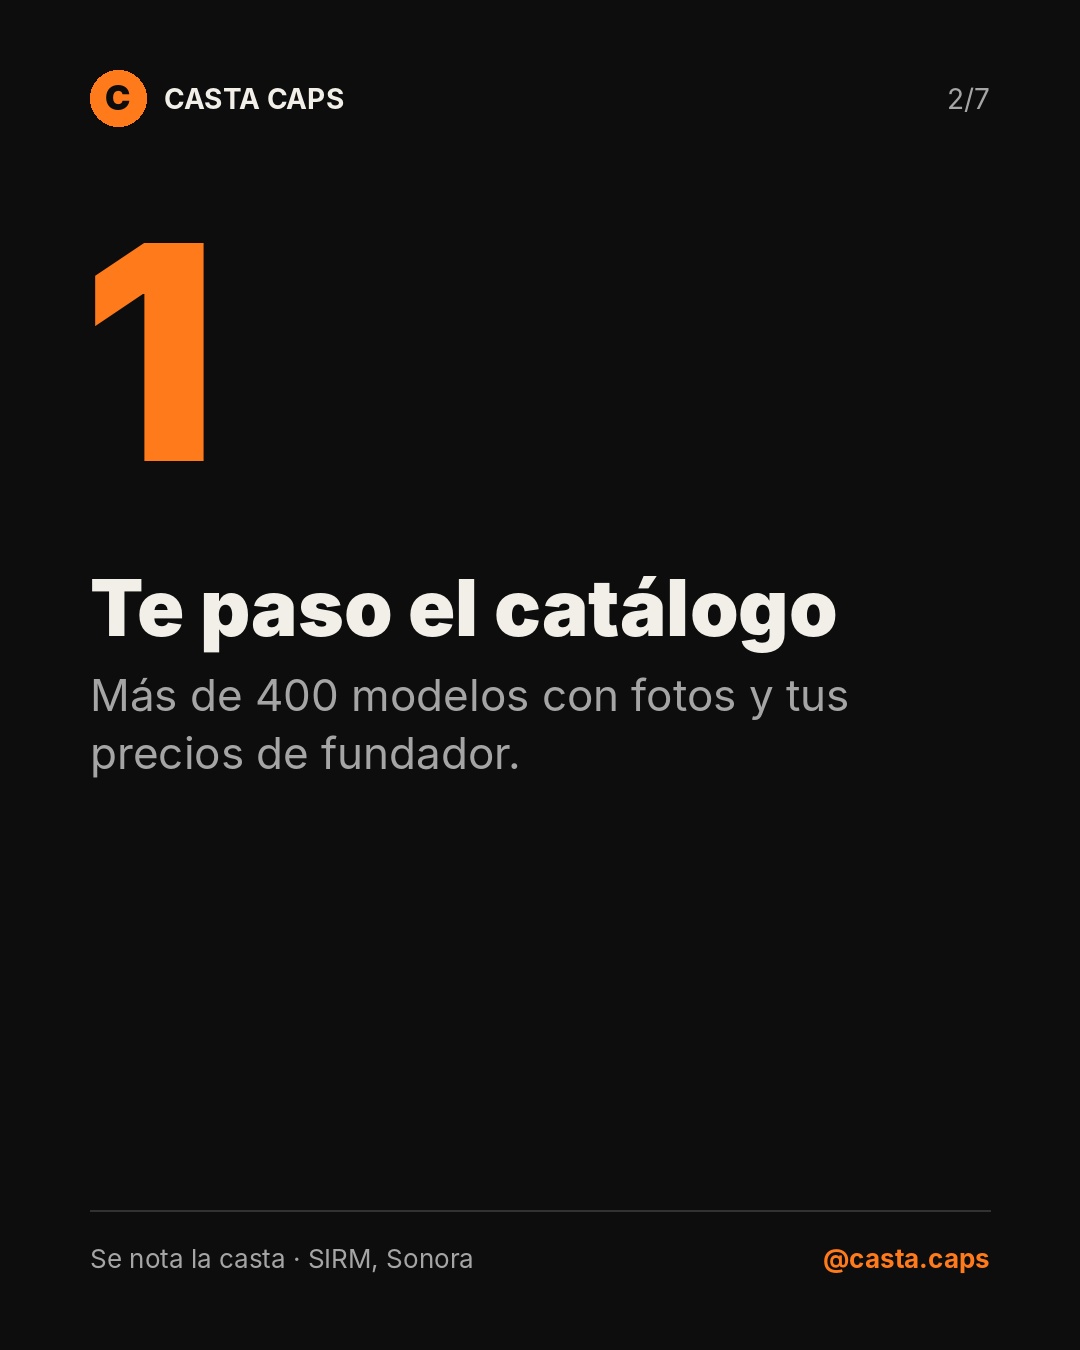 C CASTA CAPS
2/7
1
Te paso el catálogo
Más de 400 modelos con fotos y tus
precios de fundador.
Se nota la casta · SIRM, Sonora
@casta.caps